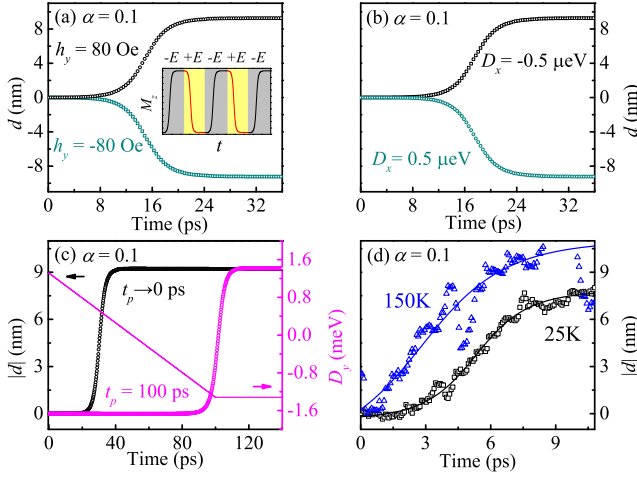 (a) α = 0.1
h_y = 80 Oe
h_y = -80 Oe
-E +E -E +E -E
M_z
t
d (nm)
8
4
0
-4
-8
0 8 16 24 32
Time (ps)
(b) α = 0.1
D_x = -0.5 μeV
D_x = 0.5 μeV
d (nm)
8
4
0
-4
-8
0 8 16 24 32
Time (ps)
(c) α = 0.1
t_p→0 ps
t_p = 100 ps
|d| (nm)
9
6
3
0
D_y (meV)
1.6
0.8
0.0
-0.8
-1.6
0 40 80 120
Time (ps)
(d) α = 0.1
150K
25K
|d| (nm)
9
6
3
0
0 3 6 9
Time (ps)